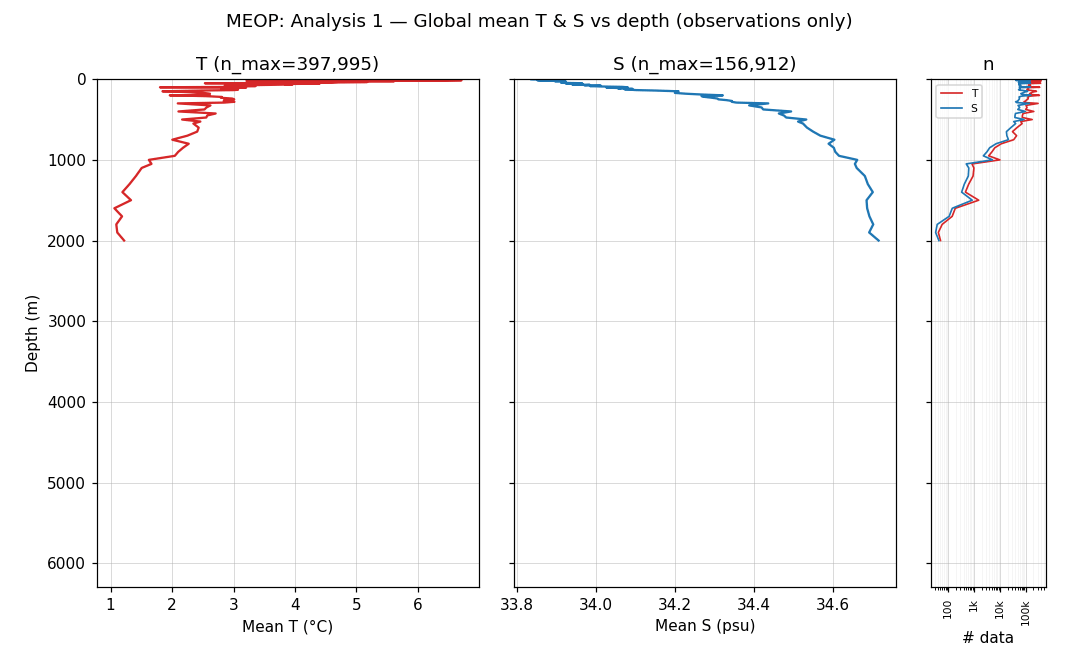 MEOP: Analysis 1 — Global mean T & S vs depth (observations only)
T (n_max=397,995)
S (n_max=156,912)
n
0
1000
2000
3000
4000
5000
6000
Depth (m)
1 2 3 4 5 6
Mean T (°C)
33.8 34.0 34.2 34.4 34.6
Mean S (psu)
T
S
100 1k 10k 100k
# data